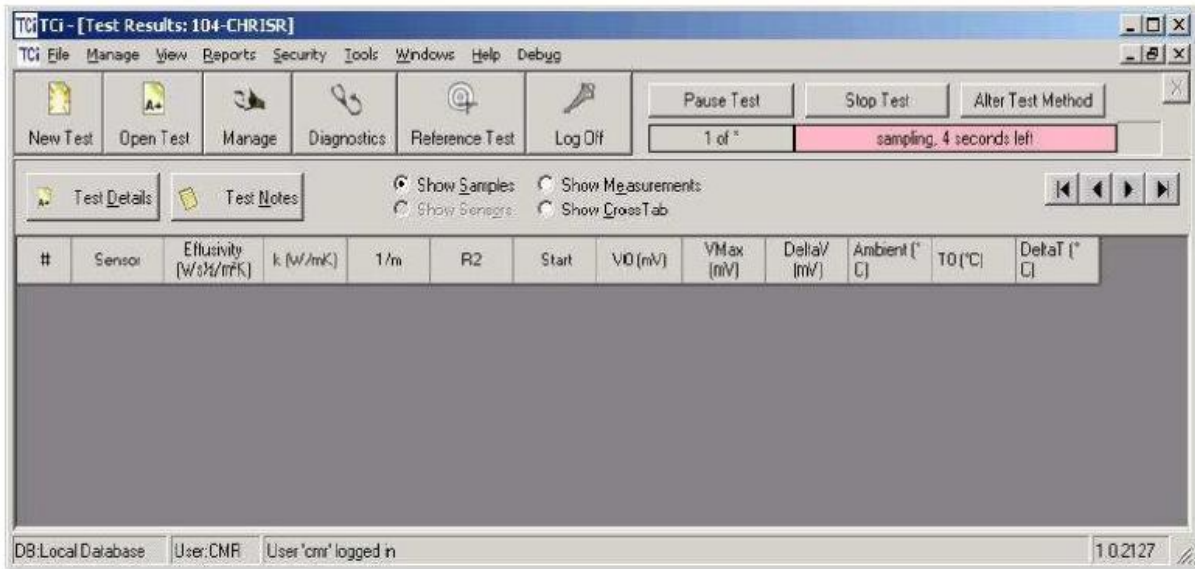 TCi TCi - [Test Results: 104-CHRISR]
TCi File Manage View Reports Security Tools Windows Help Debug
New Test Open Test Manage Diagnostics Reference Test Log Off
Pause Test Stop Test Alter Test Method
1 of * sampling, 4 seconds left
Test Details Test Notes
Show Samples Show Measurements
Show Sensors Show CrossTab
# Sensor Effusivity (Ws½/m²K) k (W/mK) 1/m R2 Start V0 (mV) VMax (mV) DeltaV (mV) Ambient (°C) T0 (°C) DeltaT (°C)
DB:Local Database User:CMR User 'cmr' logged in 1.0.2127